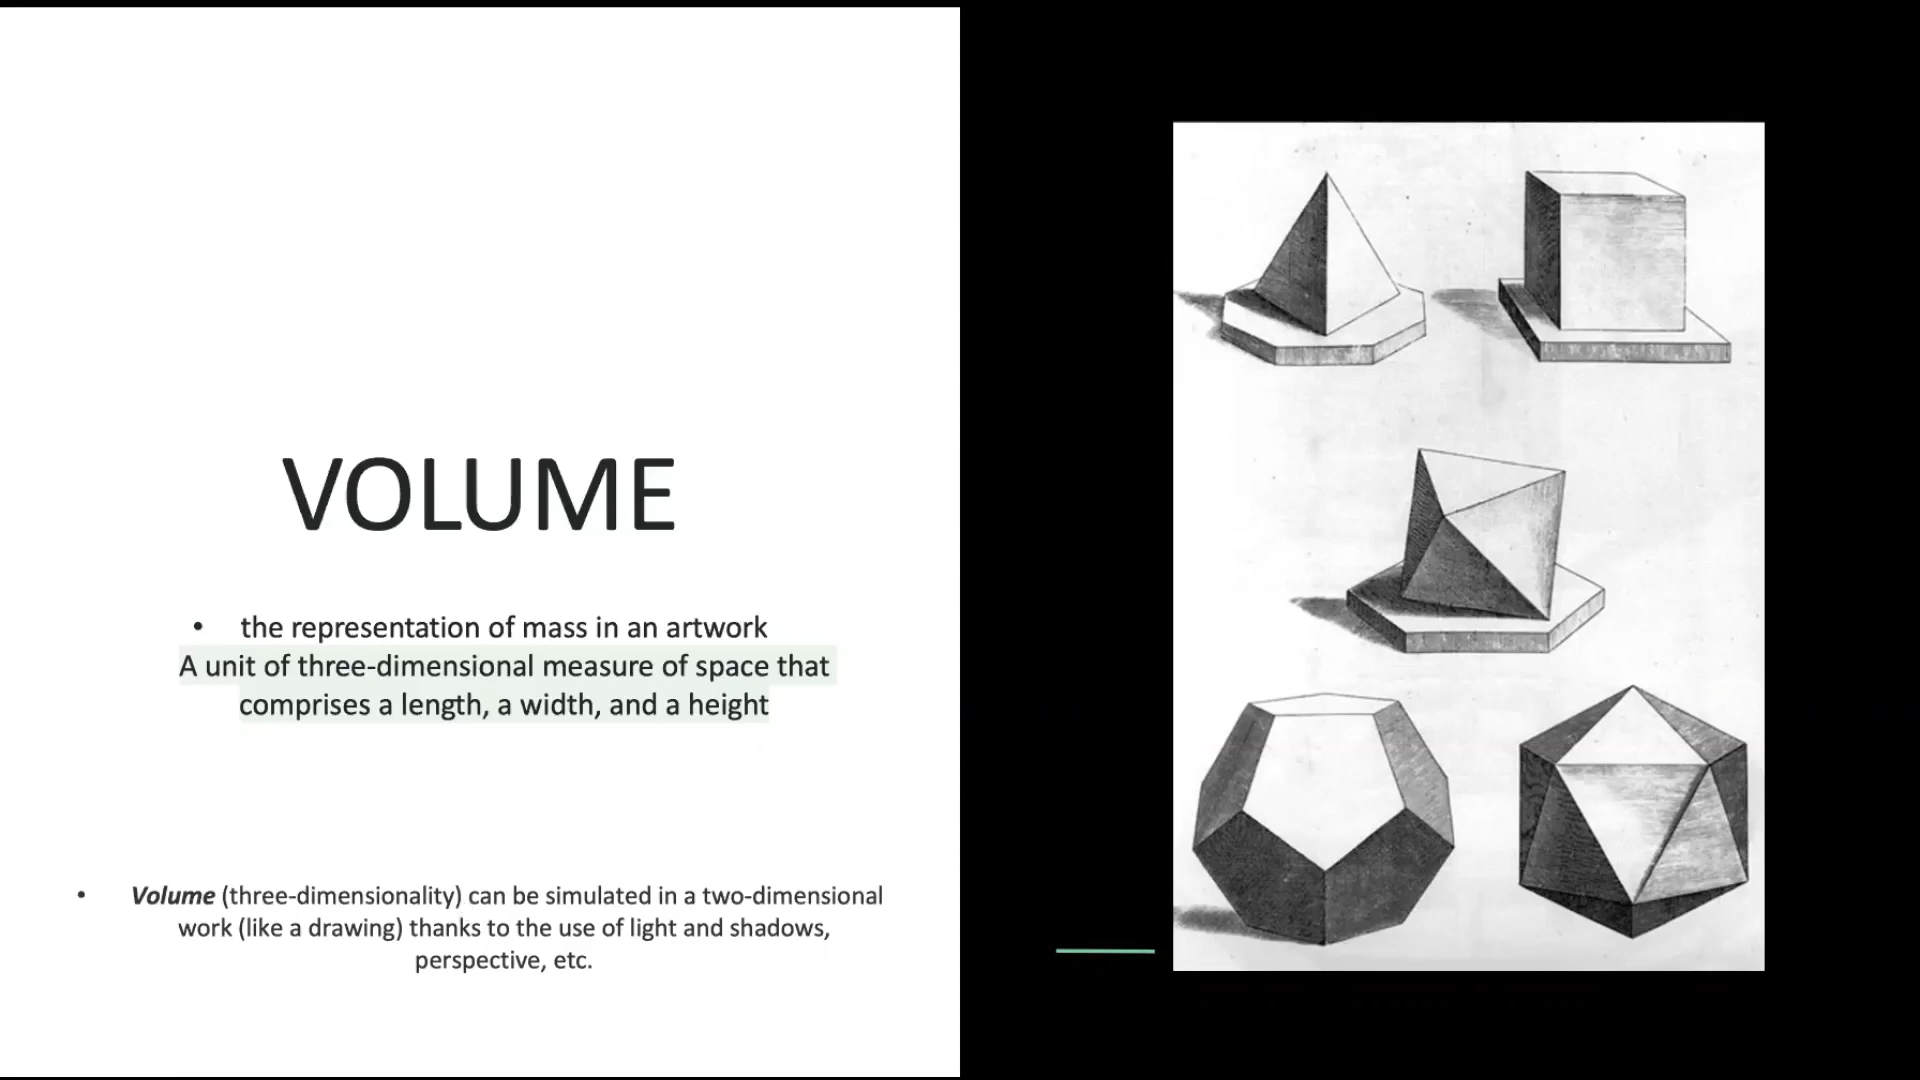 VOLUME
• the representation of mass in an artwork
A unit of three-dimensional measure of space that
comprises a length, a width, and a height
• Volume (three-dimensionality) can be simulated in a two-dimensional
work (like a drawing) thanks to the use of light and shadows,
perspective, etc.